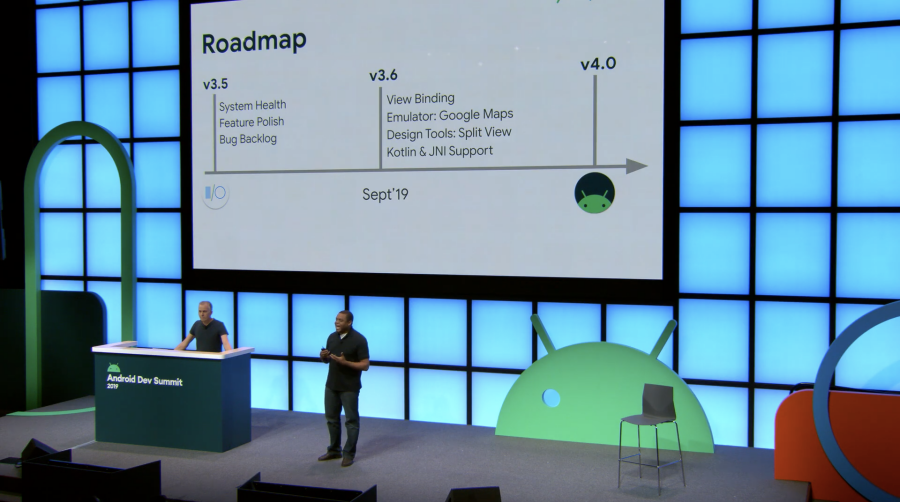 Roadmap
v3.5
v3.6
v4.0
System Health
Feature Polish
Bug Backlog
View Binding
Emulator: Google Maps
Design Tools: Split View
Kotlin & JNI Support
I/O
Sept'19
Android Dev Summit
2019